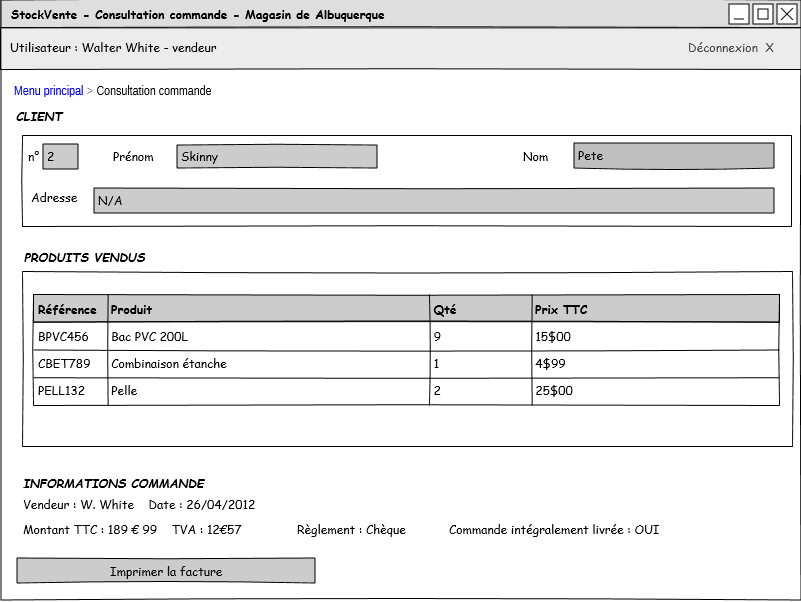 StockVente - Consultation commande - Magasin de Albuquerque
Utilisateur : Walter White - vendeur Déconnexion X
Menu principal > Consultation commande
CLIENT
n° 2 Prénom Skinny Nom Pete
Adresse N/A
PRODUITS VENDUS
Référence Produit Qté Prix TTC
BPVC456 Bac PVC 200L 9 15$00
CBET789 Combinaison étanche 1 4$99
PELL132 Pelle 2 25$00
INFORMATIONS COMMANDE
Vendeur : W. White Date : 26/04/2012
Montant TTC : 189 € 99 TVA : 12€57 Règlement : Chèque Commande intégralement livrée : OUI
Imprimer la facture